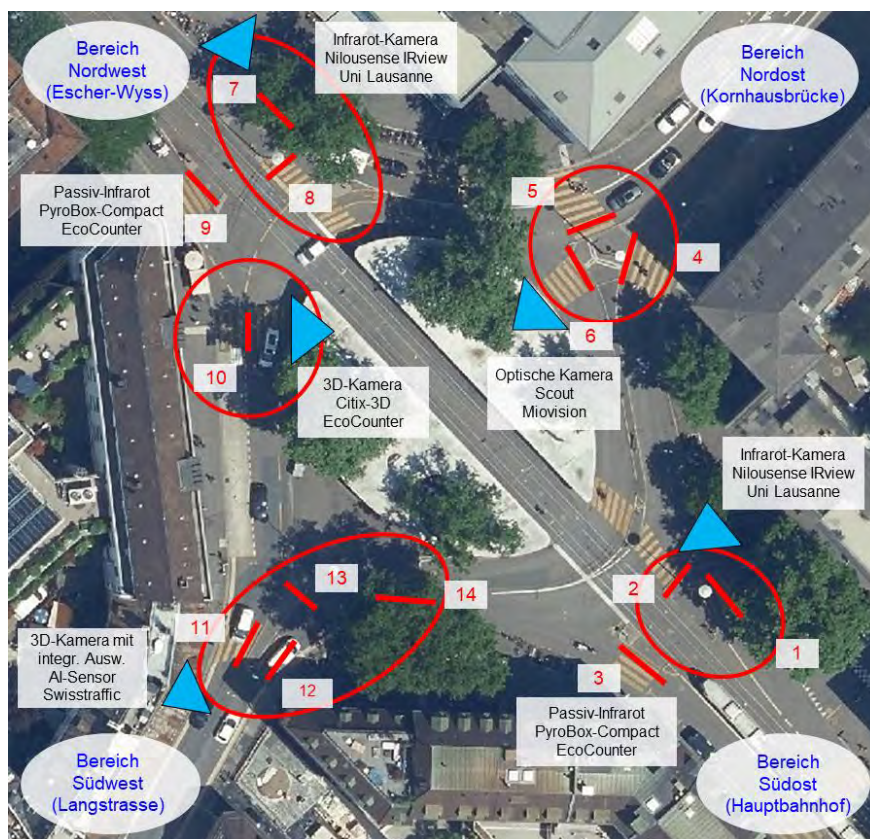 Bereich
Nordwest
(Escher-Wyss)
Infrarot-Kamera
Nilousense IRview
Uni Lausanne
Bereich
Nordost
(Kornhausbrücke)
7
8
Passiv-Infrarot
PyroBox-Compact
EcoCounter
9
5
4
6
10
3D-Kamera
Citix-3D
EcoCounter
Optische Kamera
Scout
Miovision
Infrarot-Kamera
Nilousense IRview
Uni Lausanne
13
14
2
11
1
3D-Kamera mit
integr. Ausw.
AI-Sensor
Swisstraffic
12
3
Passiv-Infrarot
PyroBox-Compact
EcoCounter
Bereich
Südwest
(Langstrasse)
Bereich
Südost
(Hauptbahnhof)